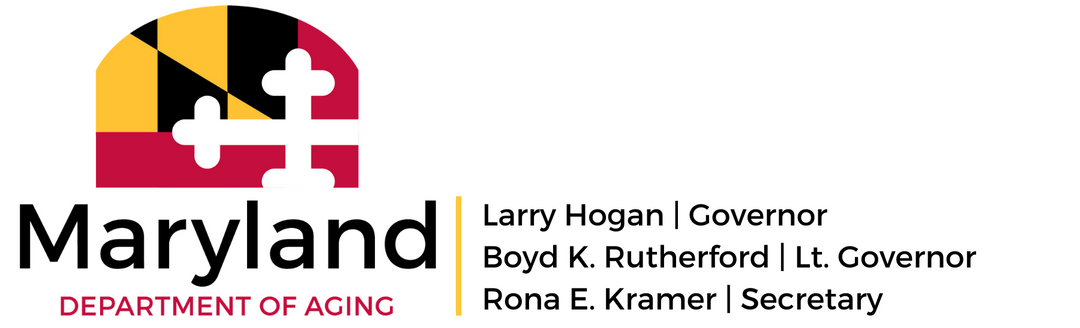 Maryland
DEPARTMENT OF AGING
Larry Hogan | Governor
Boyd K. Rutherford | Lt. Governor
Rona E. Kramer | Secretary